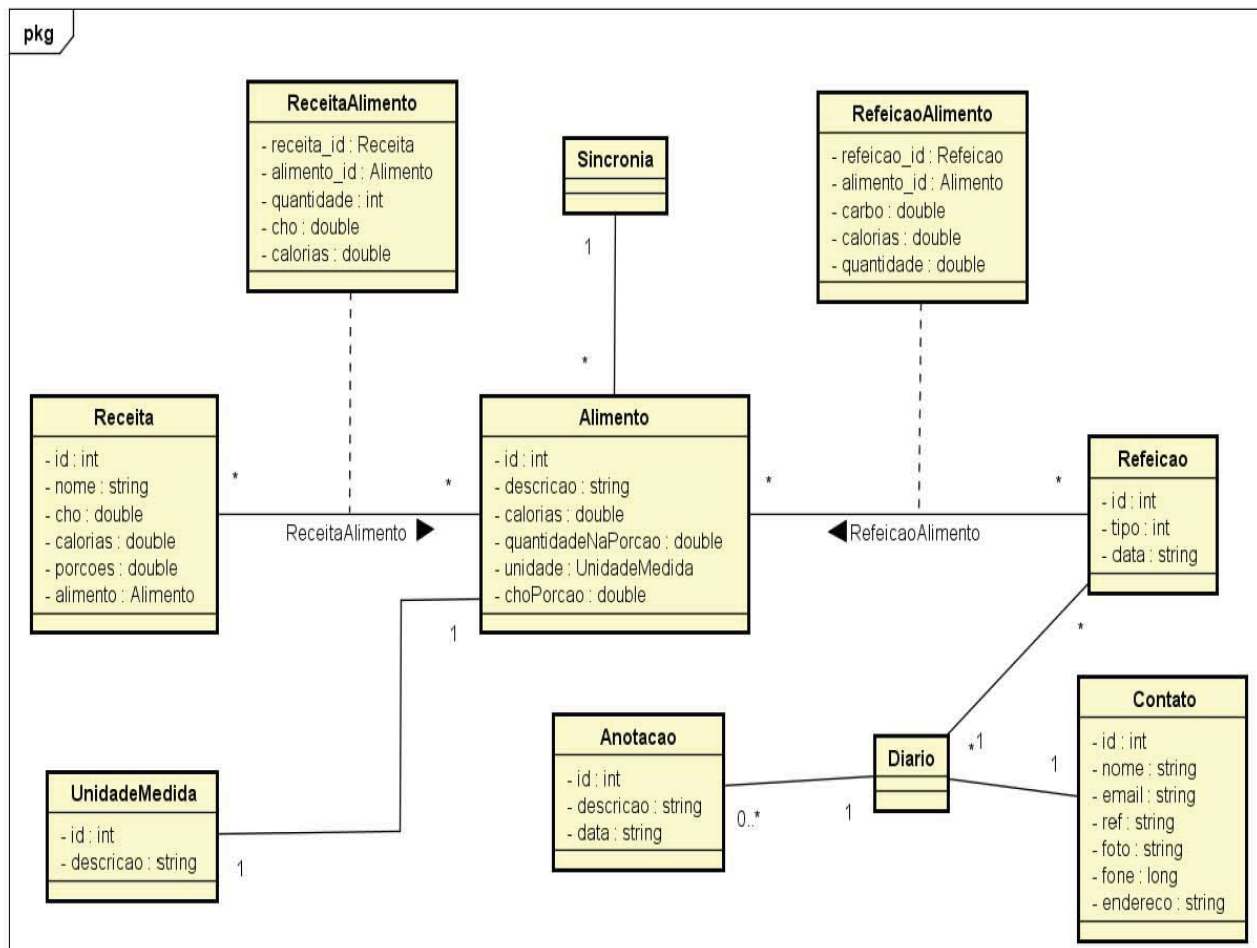 pkg
ReceitaAlimento
- receita_id : Receita
- alimento_id : Alimento
- quantidade : int
- cho : double
- calorias : double
Sincronia
RefeicaoAlimento
- refeicao_id : Refeicao
- alimento_id : Alimento
- carbo : double
- calorias : double
- quantidade : double
1
*
Receita
- id : int
- nome : string
- cho : double
- calorias : double
- porcoes : double
- alimento : Alimento
*
*
ReceitaAlimento
Alimento
- id : int
- descricao : string
- calorias : double
- quantidadeNaPorcao : double
- unidade : UnidadeMedida
- choPorcao : double
*
*
RefeicaoAlimento
Refeicao
- id : int
- tipo : int
- data : string
1
*
UnidadeMedida
- id : int
- descricao : string
1
Anotacao
- id : int
- descricao : string
- data : string
0..*
1
Diario
*1
1
Contato
- id : int
- nome : string
- email : string
- ref : string
- foto : string
- fone : long
- endereco : string